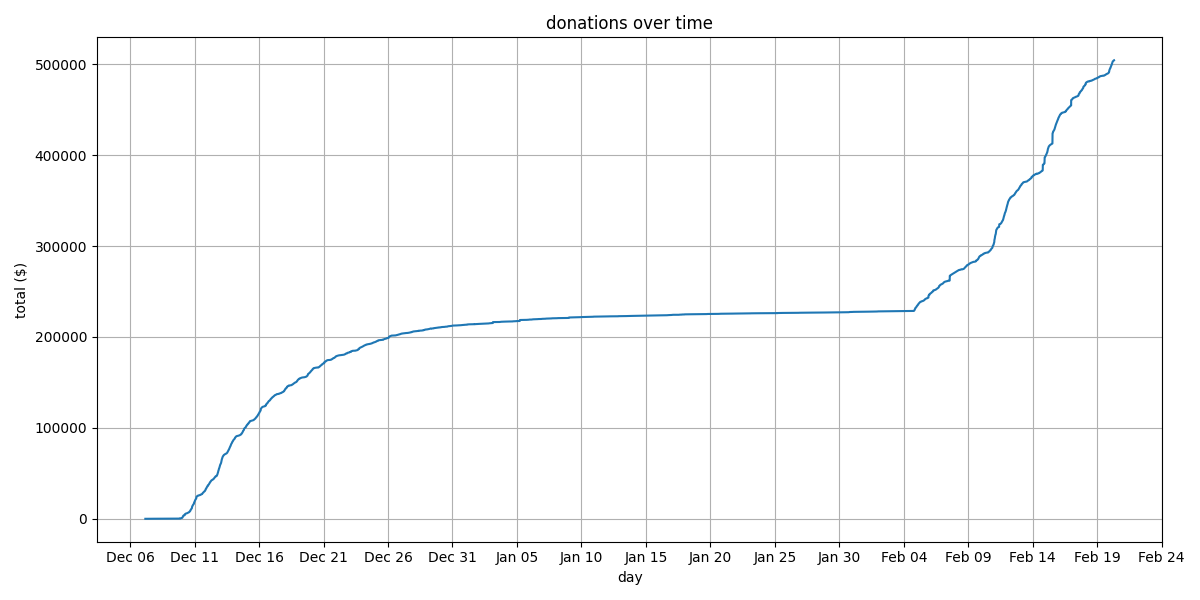 donations over time
total ($)
500000
400000
300000
200000
100000
0
Dec 06 Dec 11 Dec 16 Dec 21 Dec 26 Dec 31 Jan 05 Jan 10 Jan 15 Jan 20 Jan 25 Jan 30 Feb 04 Feb 09 Feb 14 Feb 19 Feb 24
day